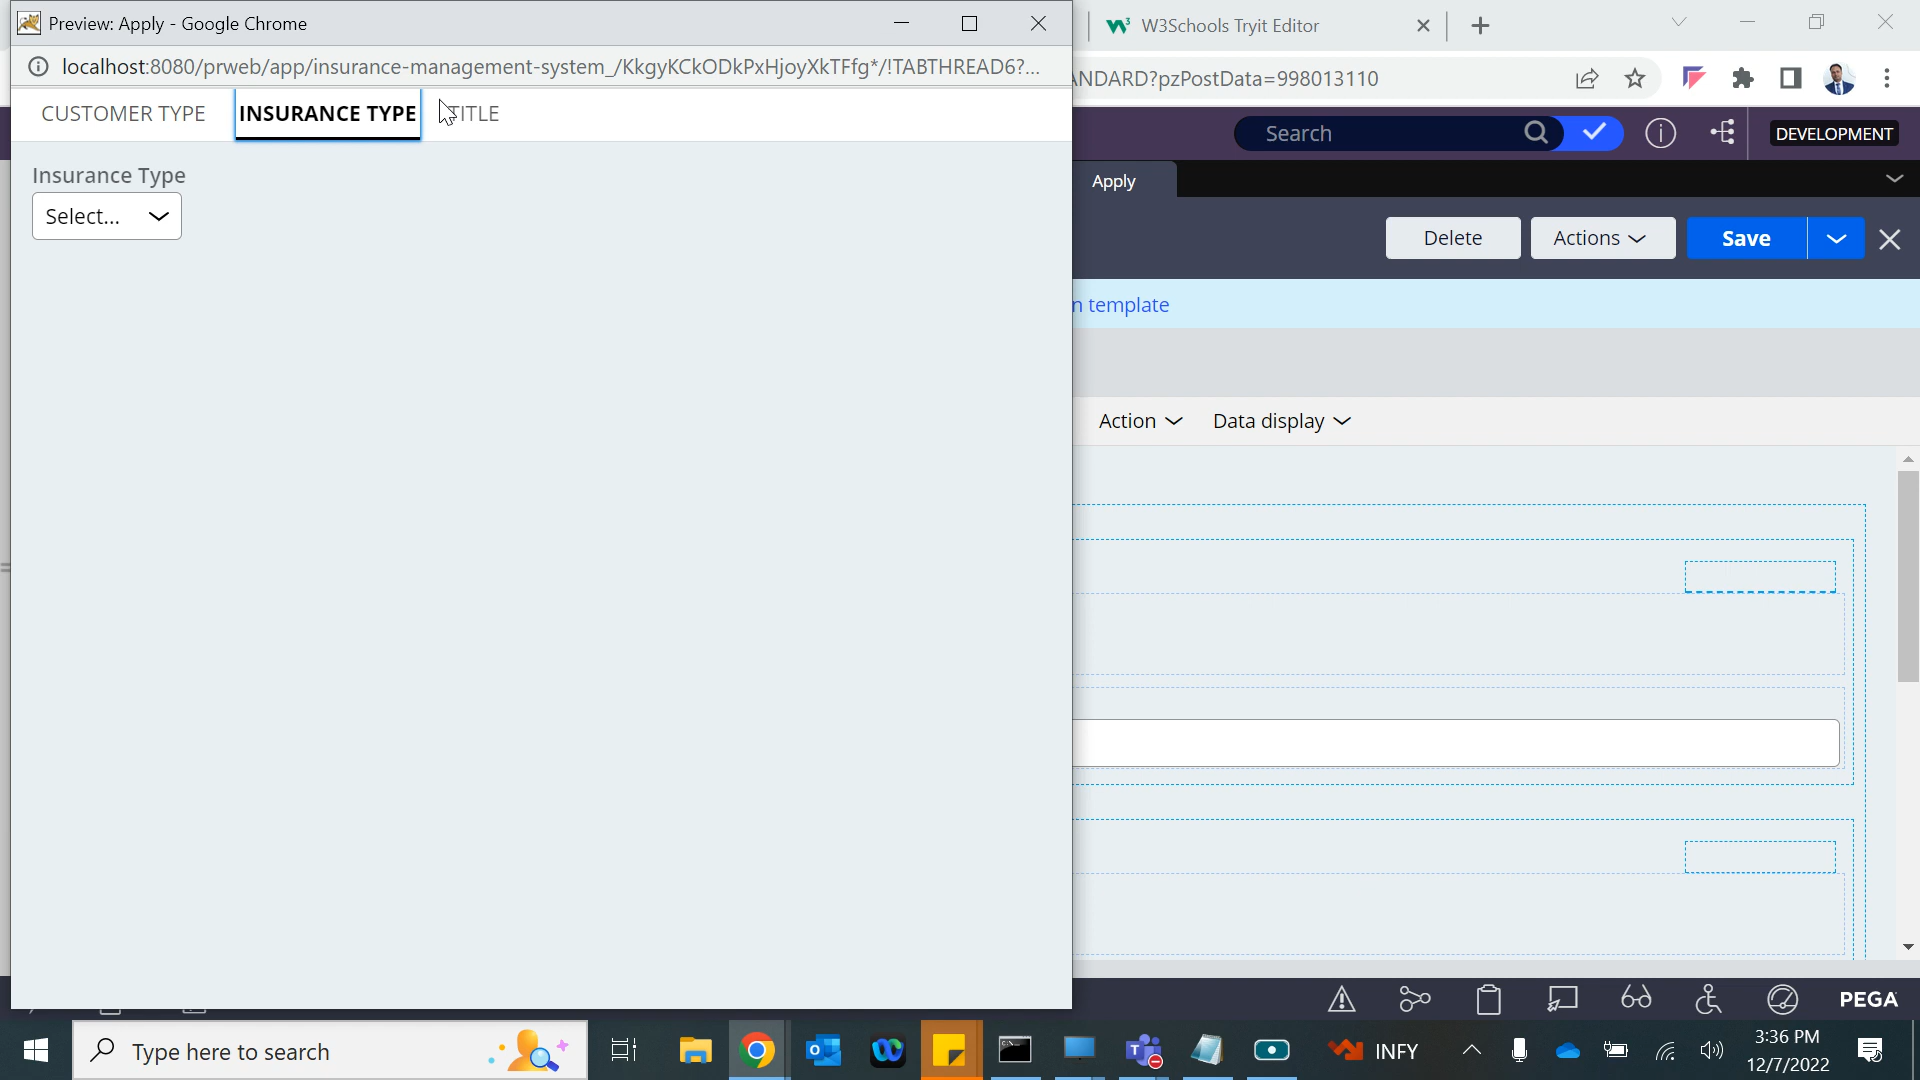 Preview: Apply - Google Chrome
W3Schools Tryit Editor
localhost:8080/prweb/app/insurance-management-system_/KkgyKCkODkPxHjoyXkTFfg*/!TABTHREAD6?...
NDARD?pzPostData=998013110
CUSTOMER TYPE
INSURANCE TYPE
TITLE
Search
DEVELOPMENT
Insurance Type
Select...
Apply
Delete
Actions
Save
n template
Action
Data display
PEGA
Type here to search
INFY
3:36 PM
12/7/2022